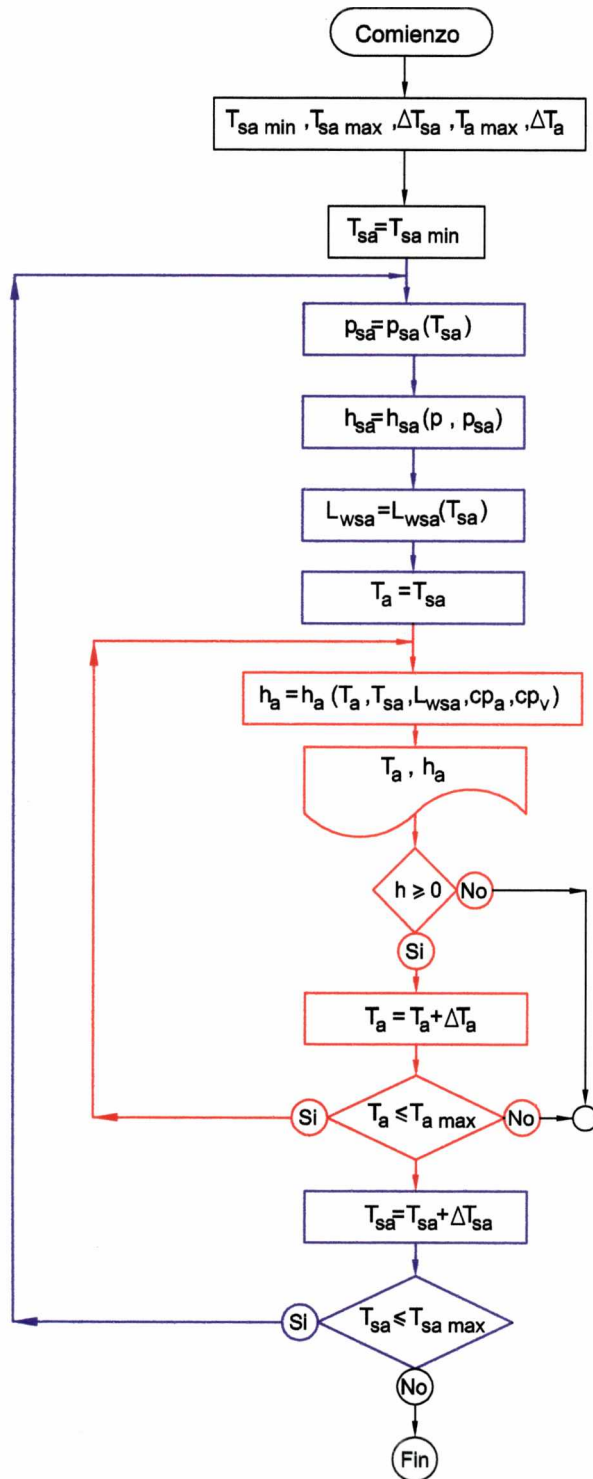 Comienzo
T_sa min , T_sa max , ΔT_sa , T_a max , ΔT_a
T_sa = T_sa min
p_sa = p_sa (T_sa)
h_sa = h_sa (p , p_sa)
L_wsa = L_wsa (T_sa)
T_a = T_sa
h_a = h_a (T_a , T_sa , L_wsa , cp_a , cp_v)
T_a , h_a
h ⩾ 0 No
Si
T_a = T_a + ΔT_a
Si T_a ⩽ T_a max No
T_sa = T_sa + ΔT_sa
Si T_sa ⩽ T_sa max
No
Fin